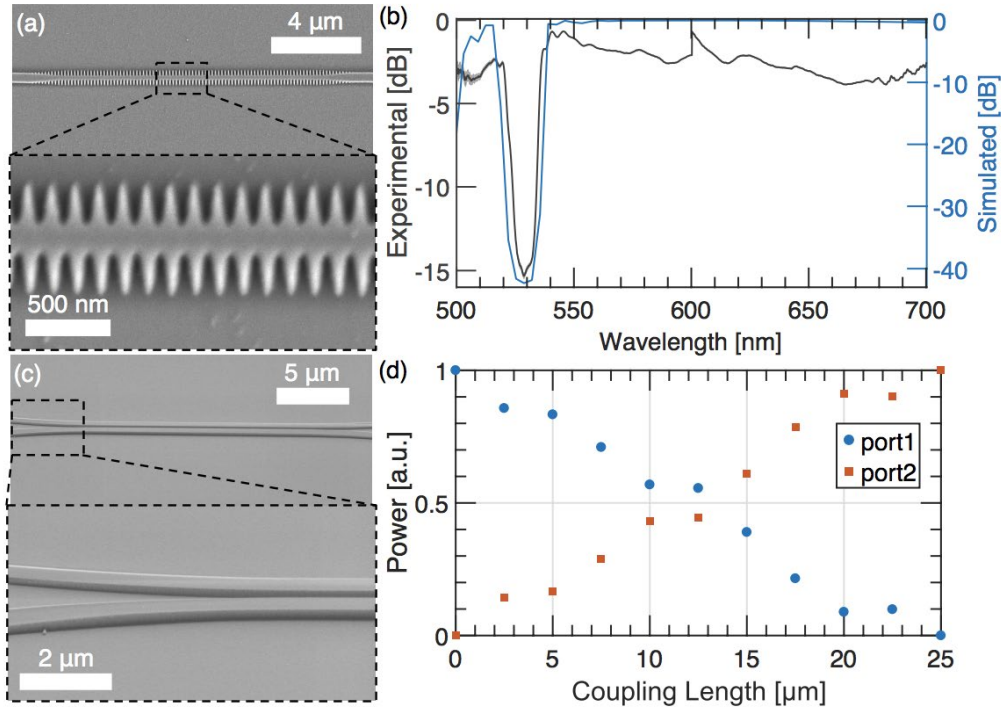 (a)
4 µm
500 nm
(b)
0
-5
-10
-15
Experimental [dB]
0
-10
-20
-30
-40
Simulated [dB]
500
550
600
650
700
Wavelength [nm]
(c)
5 µm
2 µm
(d)
1
0.5
0
Power [a.u.]
port1
port2
0
5
10
15
20
25
Coupling Length [µm]